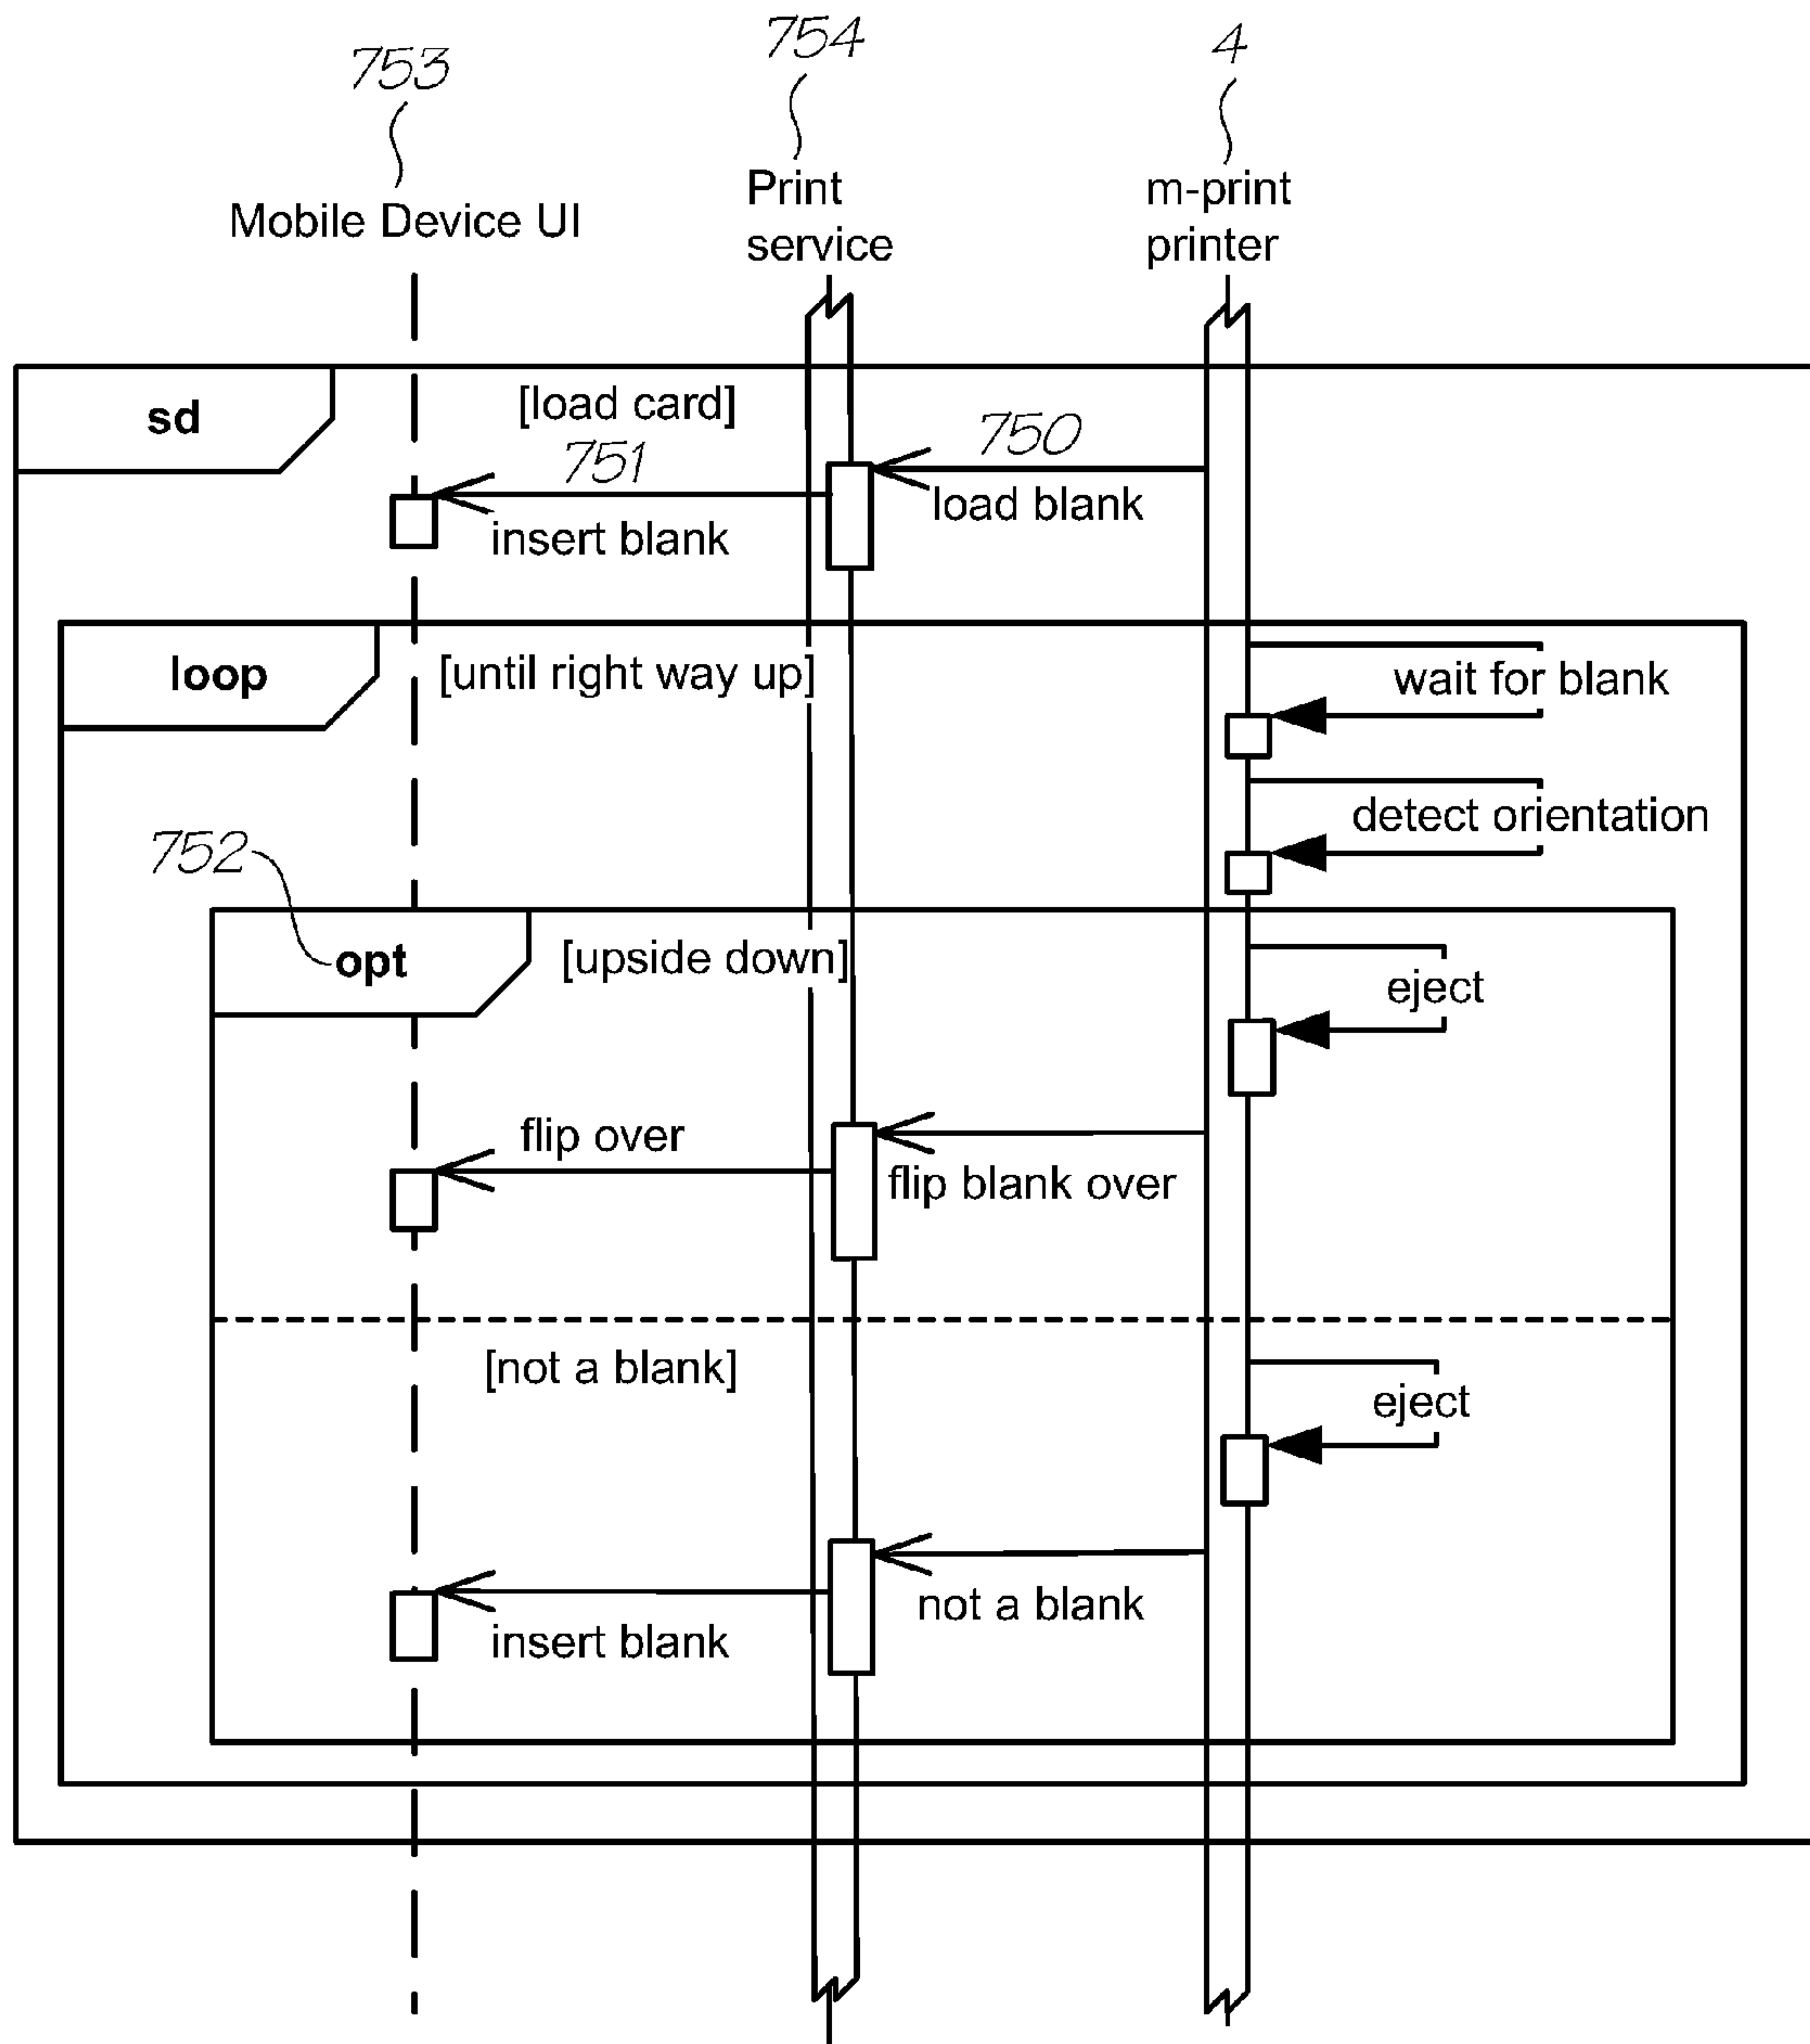 753
754
4
Mobile Device UI
Print
service
m-print
printer
sd
[load card]
751
750
insert blank
load blank
loop
[until right way up]
wait for blank
detect orientation
752
opt
[upside down]
eject
flip over
flip blank over
[not a blank]
eject
not a blank
insert blank